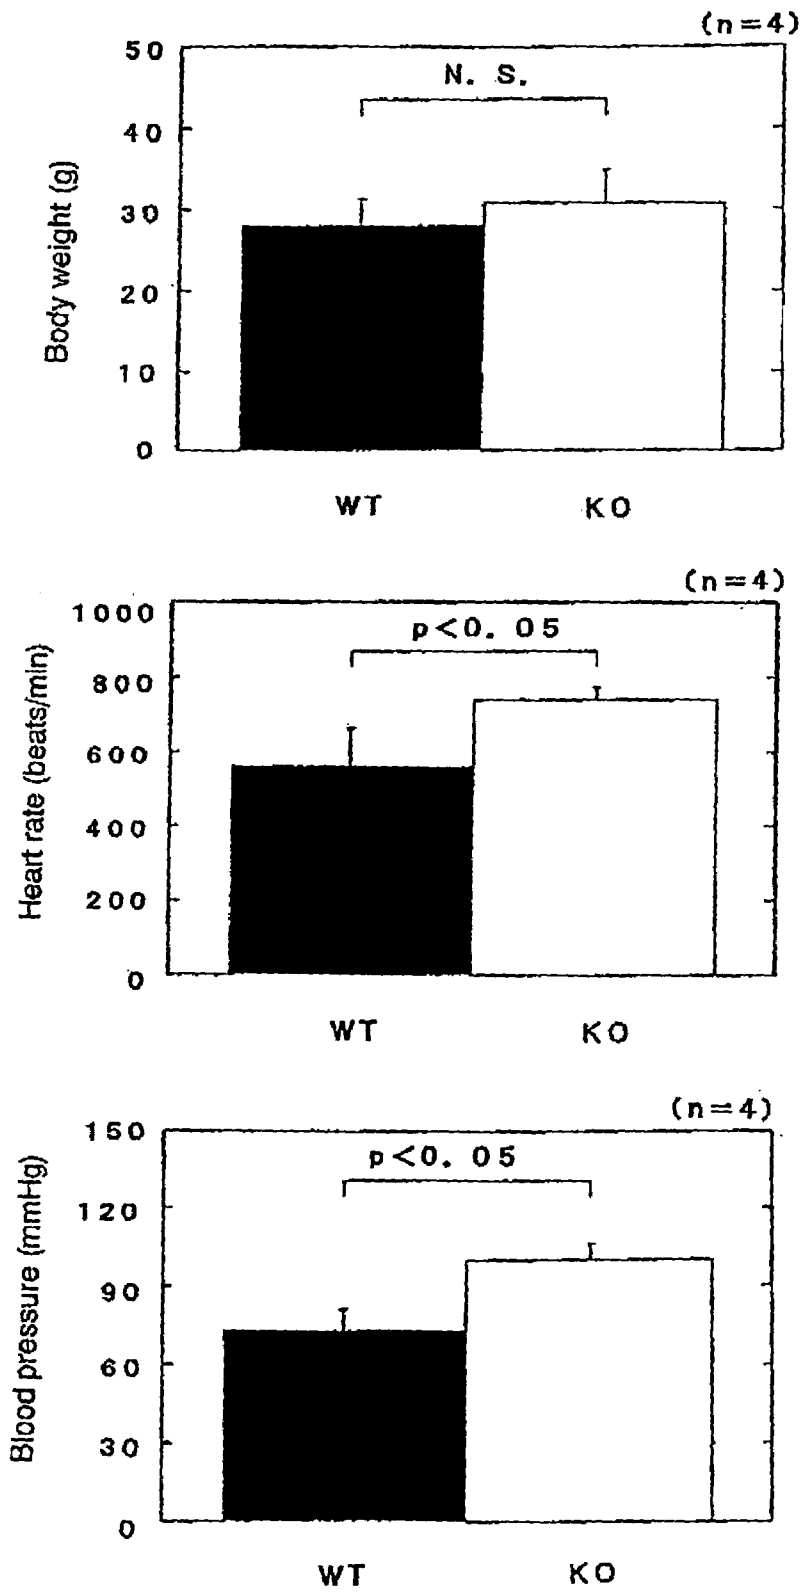 (n=4)
N. S.
Body weight (g)
50
40
30
20
10
0
WT KO
(n=4)
p<0. 05
Heart rate (beats/min)
1000
800
600
400
200
0
WT KO
(n=4)
p<0. 05
Blood pressure (mmHg)
150
120
90
60
30
0
WT KO